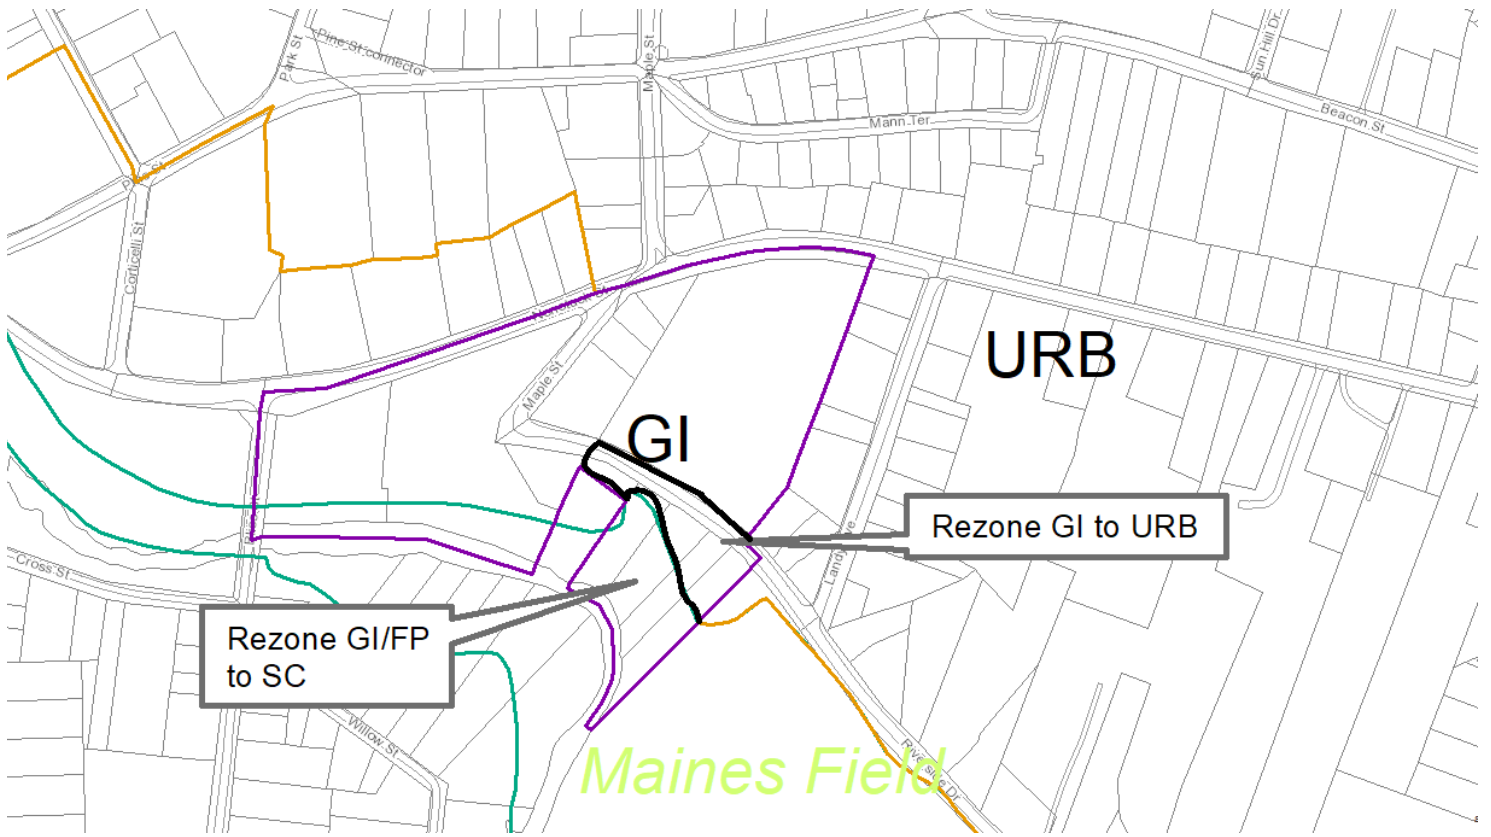 Sun Hill Dr
Park St
Pine St connector
Maple St
Beacon St
Mann Ter
Corticelli St
URB
Maple St
GI
Rezone GI to URB
Landy Ave
Cross St
Rezone GI/FP
to SC
Willow St
Riverside Dr
Maines Field